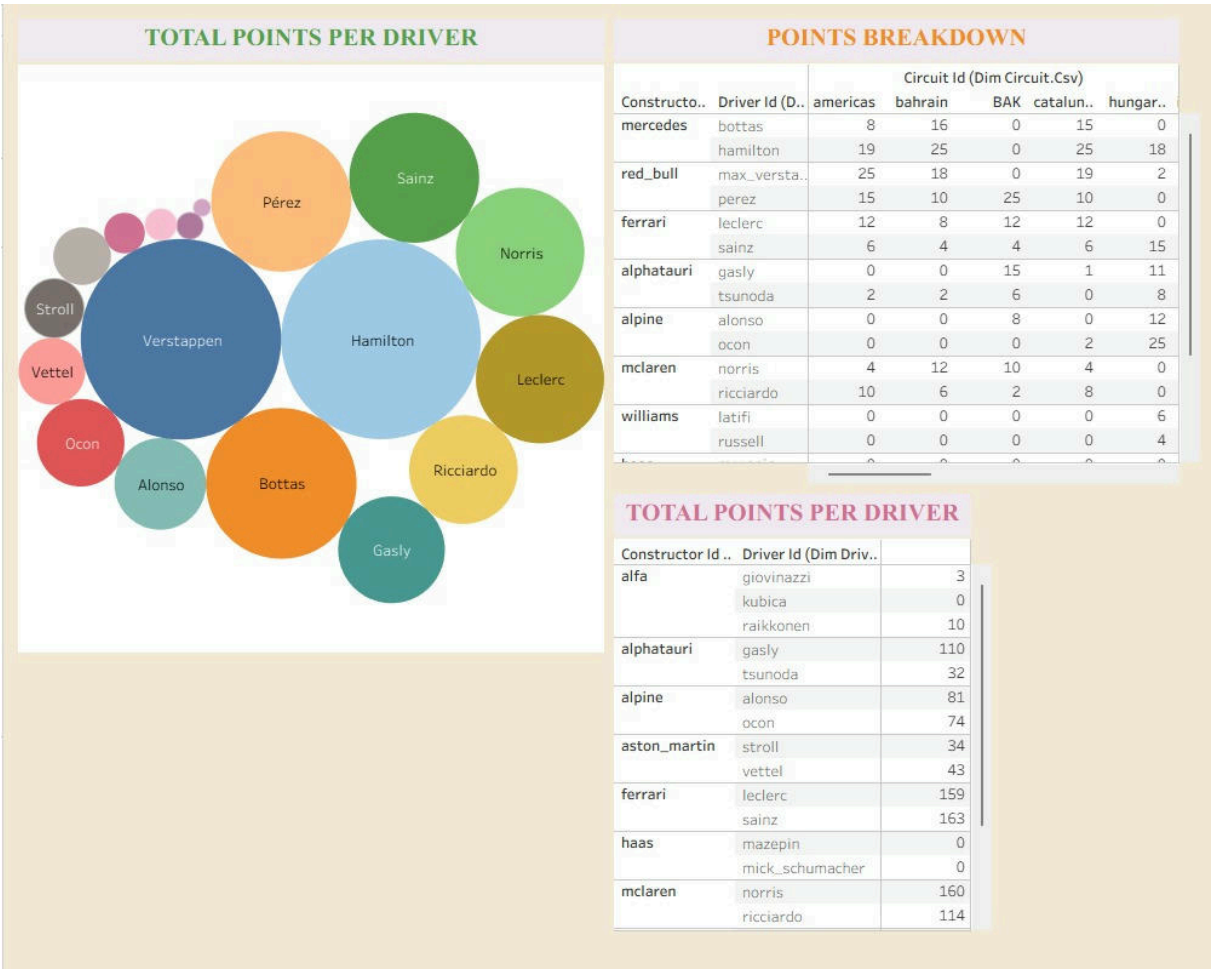 TOTAL POINTS PER DRIVER
Sainz
Pérez
Norris
Stroll
Verstappen
Hamilton
Vettel
Leclerc
Ocon
Ricciardo
Alonso
Bottas
Gasly
POINTS BREAKDOWN
Circuit Id (Dim Circuit.Csv)
Constructo.. Driver Id (D.. americas bahrain BAK catalun.. hungar..
mercedes bottas 8 16 0 15 0
hamilton 19 25 0 25 18
red_bull max_versta.. 25 18 0 19 2
perez 15 10 25 10 0
ferrari leclerc 12 8 12 12 0
sainz 6 4 4 6 15
alphatauri gasly 0 0 15 1 11
tsunoda 2 2 6 0 8
alpine alonso 0 0 8 0 12
ocon 0 0 0 2 25
mclaren norris 4 12 10 4 0
ricciardo 10 6 2 8 0
williams latifi 0 0 0 0 6
russell 0 0 0 0 4
TOTAL POINTS PER DRIVER
Constructor Id .. Driver Id (Dim Driv..
alfa giovinazzi 3
kubica 0
raikkonen 10
alphatauri gasly 110
tsunoda 32
alpine alonso 81
ocon 74
aston_martin stroll 34
vettel 43
ferrari leclerc 159
sainz 163
haas mazepin 0
mick_schumacher 0
mclaren norris 160
ricciardo 114